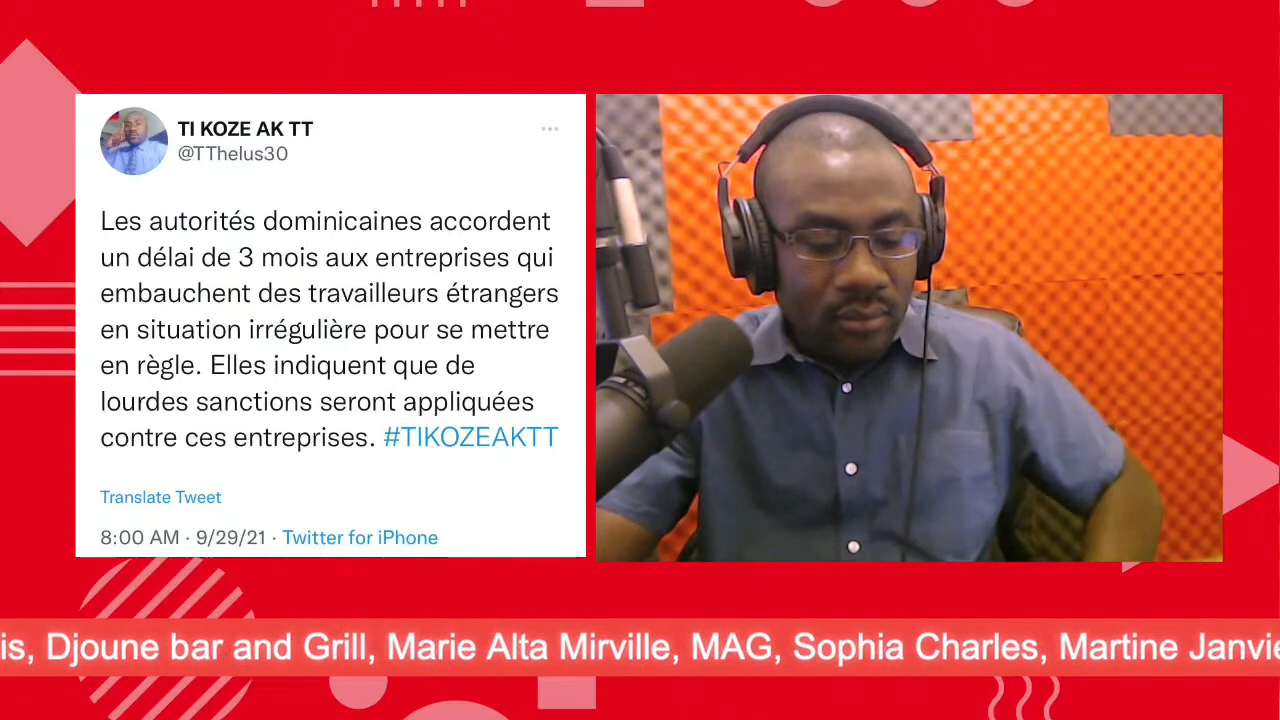 TI KOZE AK TT
@TThelus30
Les autorités dominicaines accordent
un délai de 3 mois aux entreprises qui
embauchent des travailleurs étrangers
en situation irrégulière pour se mettre
en règle. Elles indiquent que de
lourdes sanctions seront appliquées
contre ces entreprises. #TIKOZEAKTT
Translate Tweet
8:00 AM · 9/29/21 · Twitter for iPhone
is, Djoune bar and Grill, Marie Alta Mirville, MAG, Sophia Charles, Martine Janvie